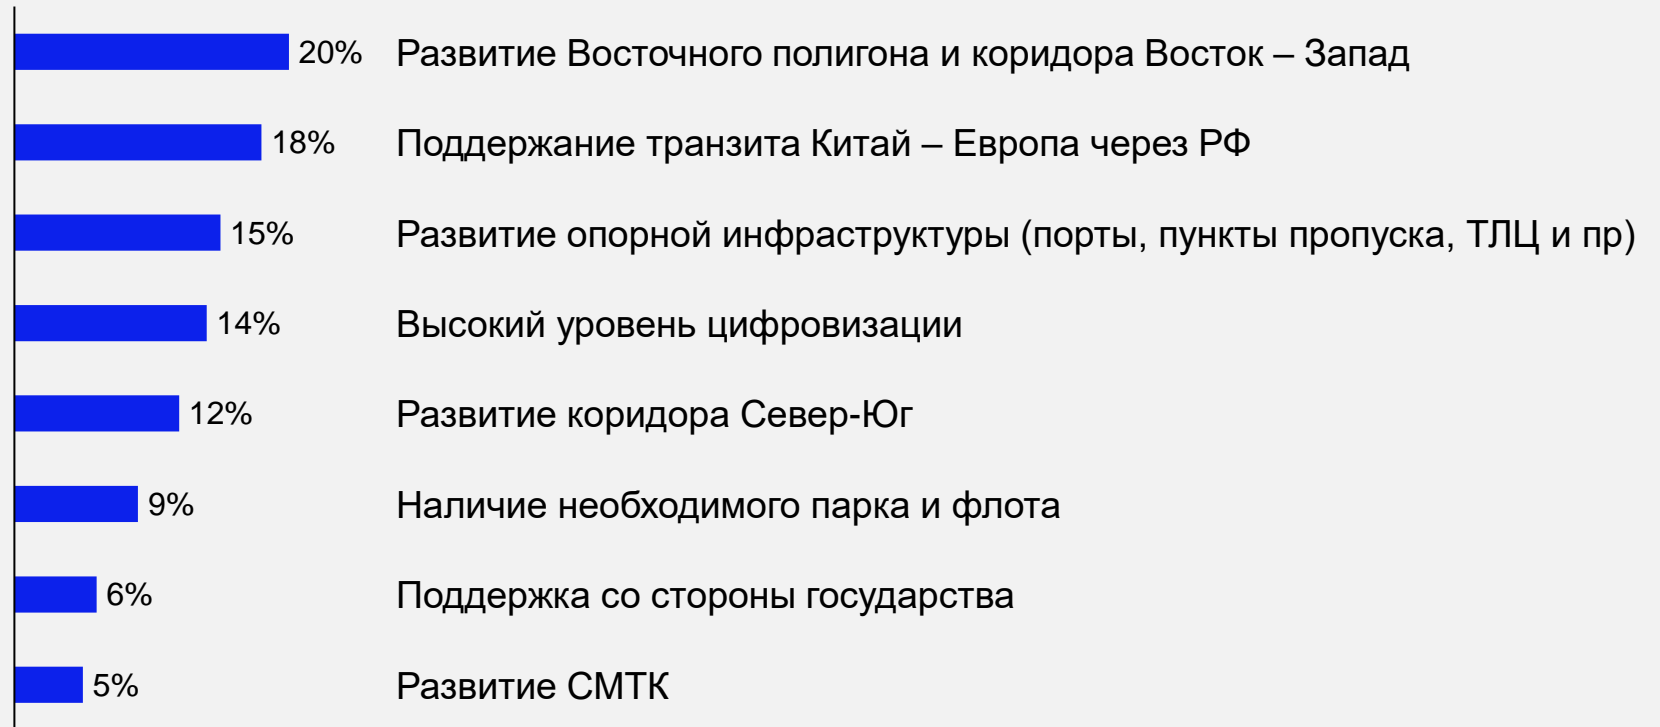 20% Развитие Восточного полигона и коридора Восток – Запад
18% Поддержание транзита Китай – Европа через РФ
15% Развитие опорной инфраструктуры (порты, пункты пропуска, ТЛЦ и пр)
14% Высокий уровень цифровизации
12% Развитие коридора Север-Юг
9% Наличие необходимого парка и флота
6% Поддержка со стороны государства
5% Развитие СМТК